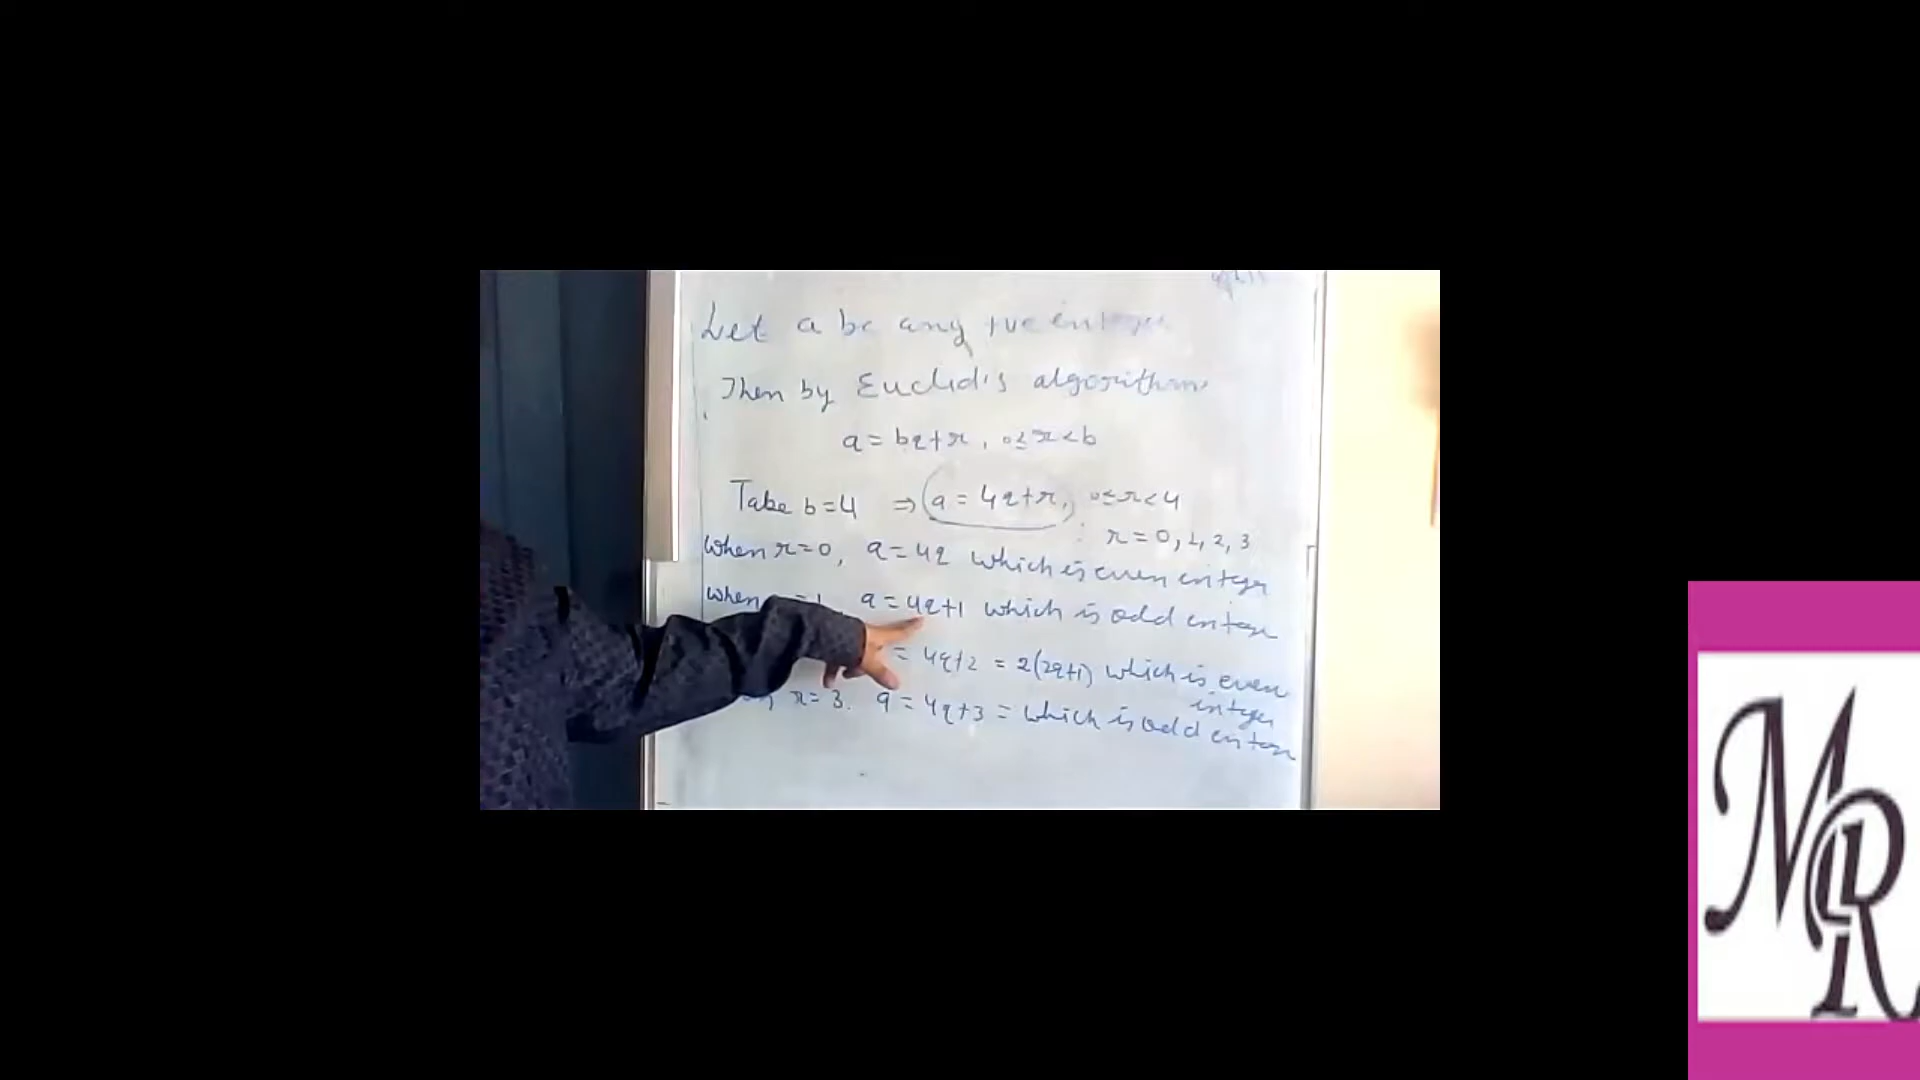 Let a be any +ve integer
Then by Euclid's algorithm
a = bq+r, 0≤r<b
Take b=4 ⇒ a = 4q+r, 0≤r<4
r = 0, 1, 2, 3
When r=0, a=4q which is even integer
when =1, a=4q+1 which is odd integer
= 4q+2 = 2(2q+1) which is even
integer
r=3. a=4q+3 = which is odd integer
MR